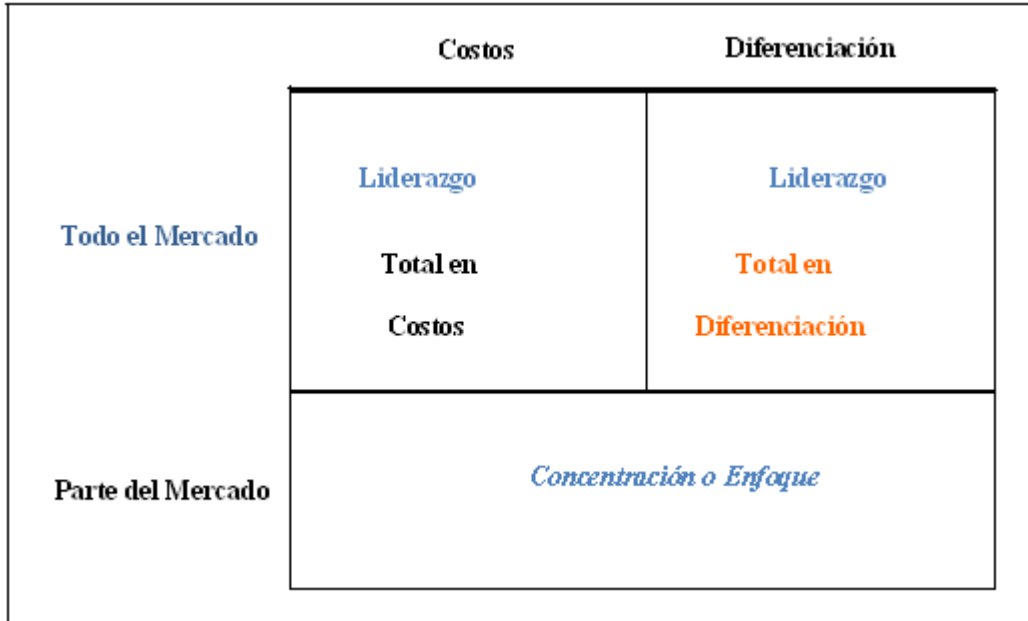 Costos Diferenciación
Liderazgo Liderazgo
Todo el Mercado
Total en Total en
Costos Diferenciación
Parte del Mercado Concentración o Enfoque